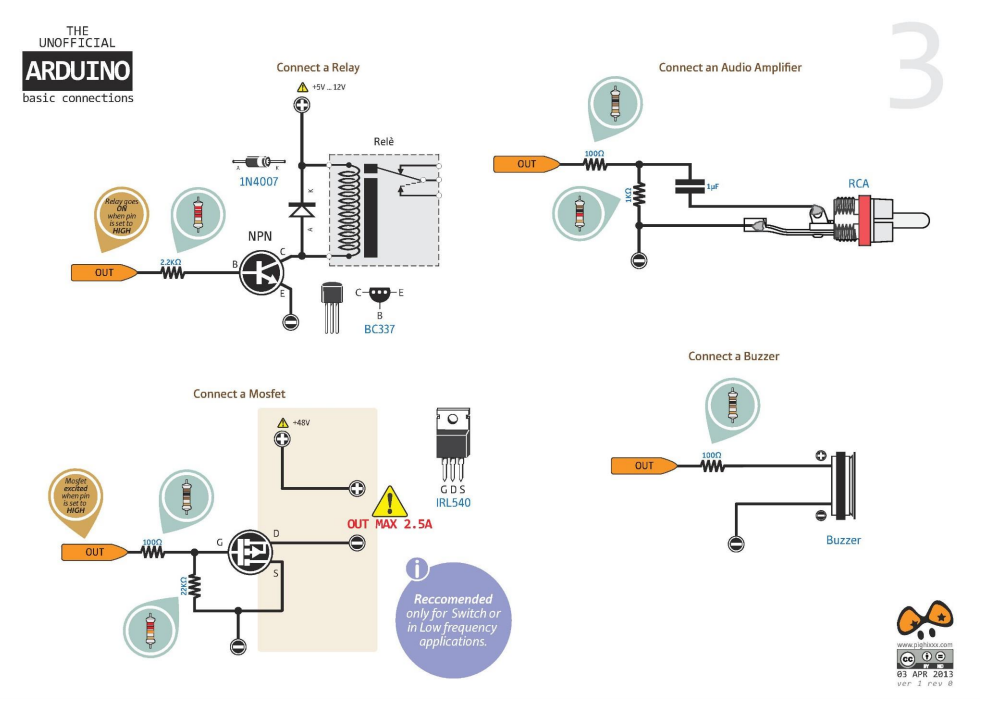 THE
UNOFFICIAL
ARDUINO
basic connections
3
Connect a Relay
+5V ... 12V
Relè
A K
1N4007
K
A
Relay goes
ON
when pin
is set to
HIGH
NPN
C
2.2KΩ
B
OUT
E
C E
B
BC337
Connect an Audio Amplifier
100Ω
OUT
1KΩ
1µF
RCA
Connect a Mosfet
+48V
G D S
IRL540
OUT MAX 2.5A
Mosfet
excited
when pin
is set to
HIGH
100Ω
OUT
G
D
S
22KΩ
i
Reccomended
only for Switch or
in Low frequency
applications.
Connect a Buzzer
100Ω
OUT
Buzzer
www.pighixxx.com
cc
BY ND
03 APR 2013
ver 1 rev 0